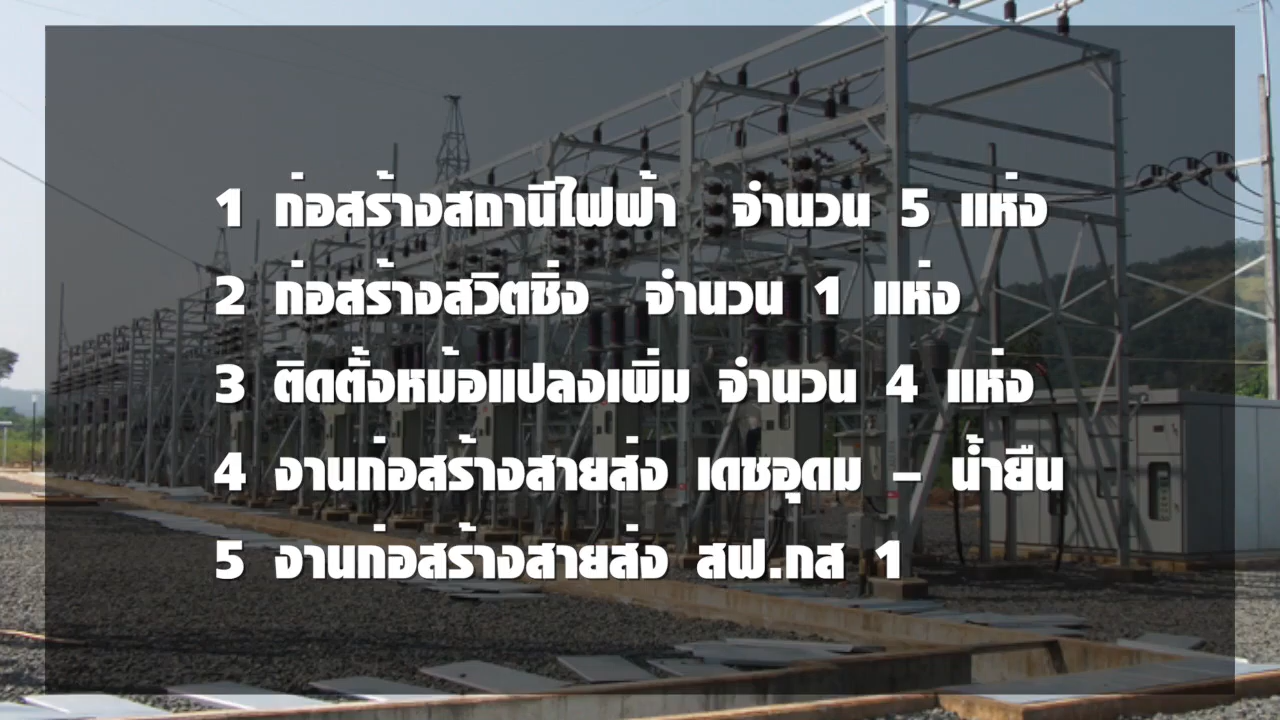 1 ก่อสร้างสถานีไฟฟ้า จำนวน 5 แห่ง
2 ก่อสร้างสวิตชิ่ง จำนวน 1 แห่ง
3 ติดตั้งหม้อแปลงเพิ่ม จำนวน 4 แห่ง
4 งานก่อสร้างสายส่ง เดชอุดม – น้ำยืน
5 งานก่อสร้างสายส่ง สฟ.กส 1